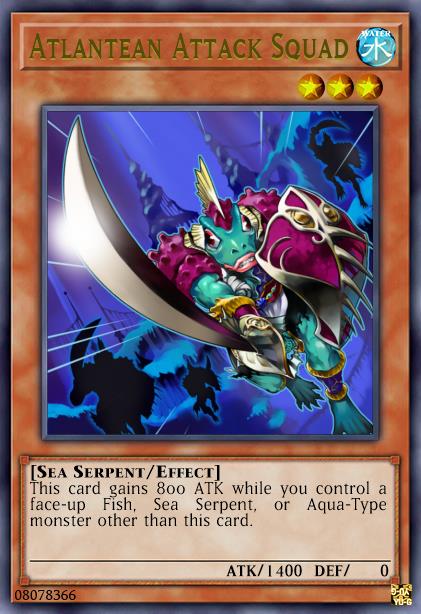 ATLANTEAN ATTACK SQUAD
WATER
水
[SEA SERPENT/EFFECT]
This card gains 800 ATK while you control a
face-up Fish, Sea Serpent, or Aqua-Type
monster other than this card.
ATK/1400 DEF/ 0
08078366